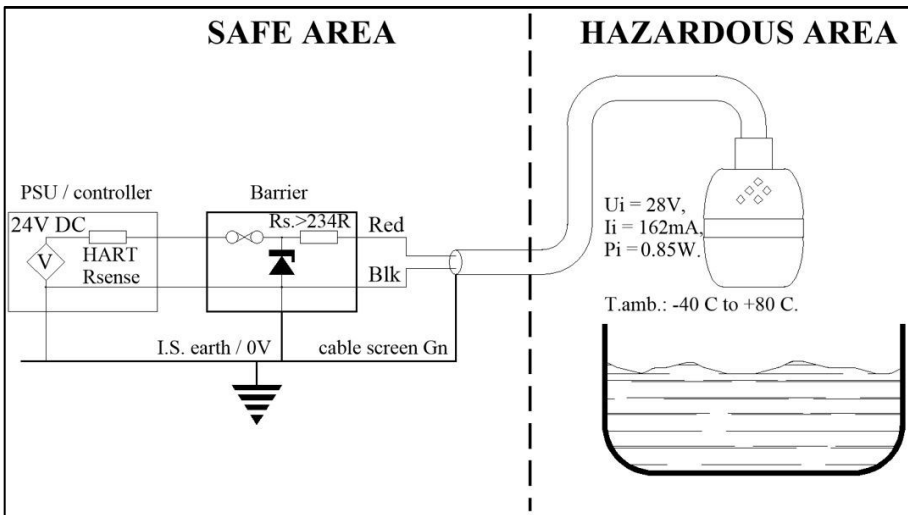 SAFE AREA
HAZARDOUS AREA
PSU / controller
Barrier
24V DC
Rs.>234R
Red
HART
Rsense
V
Blk
Ui = 28V,
Ii = 162mA,
Pi = 0.85W.
T.amb.: -40 C to +80 C.
I.S. earth / 0V
cable screen Gn